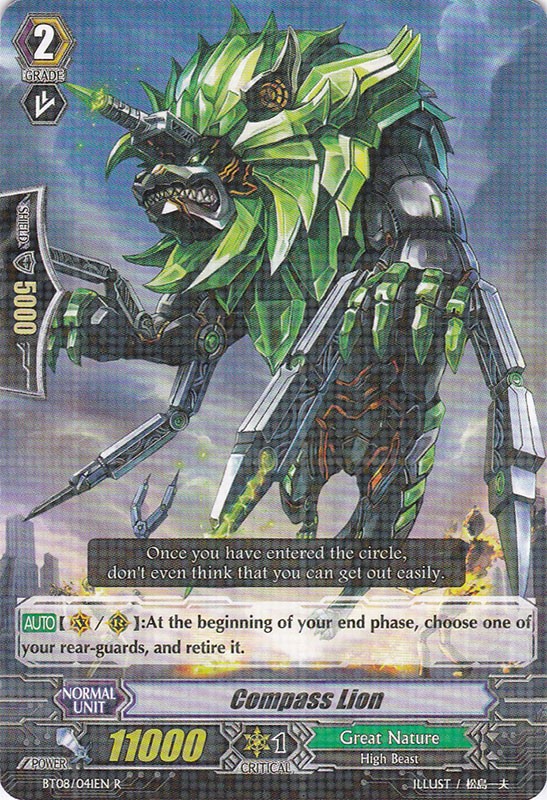 2
GRADE
SHIELD
5000
Once you have entered the circle,
don't even think that you can get out easily.
AUTO【 / 】:At the beginning of your end phase, choose one of
your rear-guards, and retire it.
NORMAL
UNIT
Compass Lion
POWER
11000
1
CRITICAL
Great Nature
High Beast
BT08/041EN R
ILLUST / 松島一夫